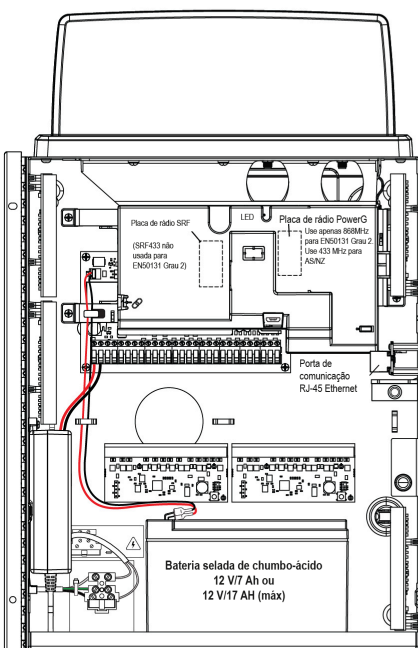 Placa de rádio SRF
(SRF433 não
usada para
EN50131 Grau 2)
LED
Placa de rádio PowerG
Use apenas 868MHz
para EN50131 Grau 2.
Use 433 MHz para
AS/NZ
Porta de
comunicação
RJ-45 Ethernet
Bateria selada de chumbo-ácido
12 V/7 Ah ou
12 V/17 AH (máx)